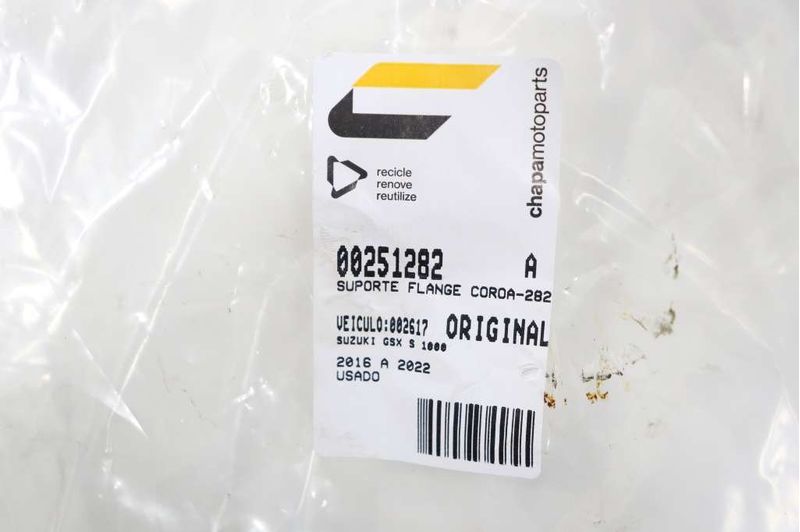 chapamotoparts
recicle
renove
reutilize
00251282 A
SUPORTE FLANGE COROA-282
VEICULO:002617 ORIGINAL
SUZUKI GSX S 1000
2016 A 2022
USADO